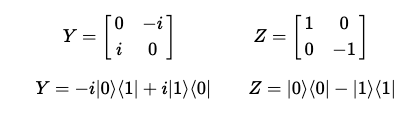 Y = [ 0 −i ; i 0 ]   Z = [ 1 0 ; 0 −1 ]
Y = −i|0⟩⟨1| + i|1⟩⟨0|   Z = |0⟩⟨0| − |1⟩⟨1|